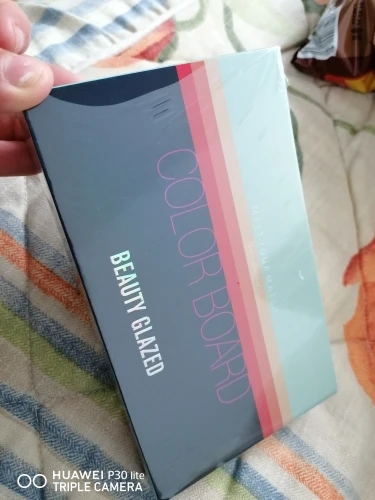 COLOR BOARD
BEAUTY GLAZED
HUAWEI P30 lite
TRIPLE CAMERA